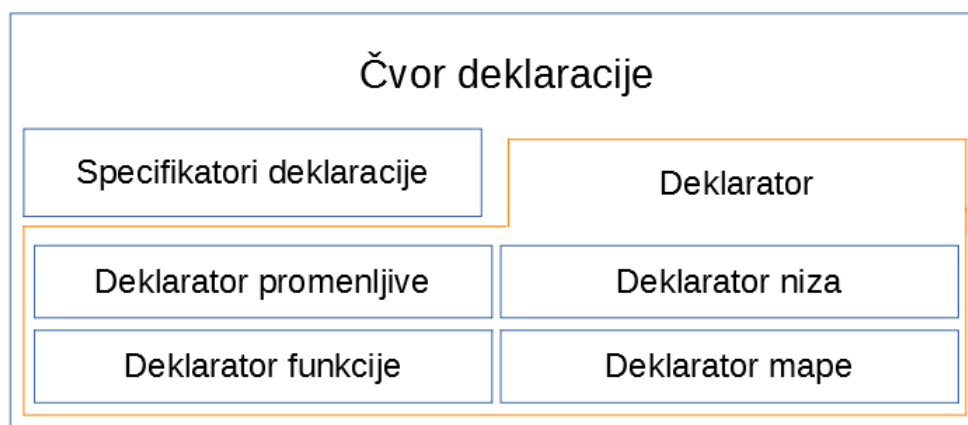 Čvor deklaracije
Specifikatori deklaracije
Deklarator
Deklarator promenljive
Deklarator niza
Deklarator funkcije
Deklarator mape